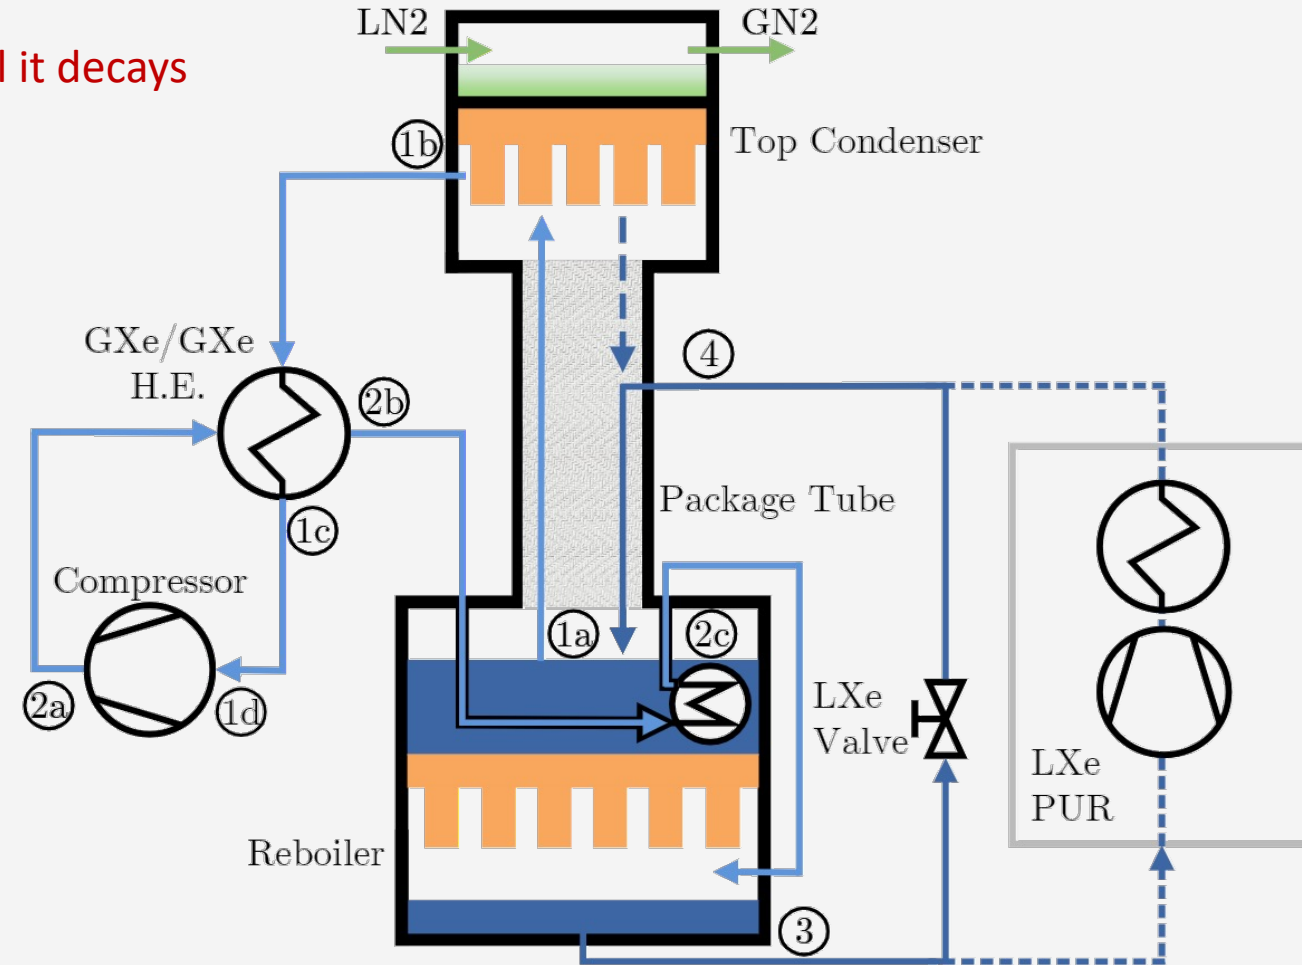 l it decays
LN2
GN2
1b
Top Condenser
GXe/GXe
H.E.
2b
4
1c
Package Tube
Compressor
1a
2c
2a
1d
LXe
Valve
LXe
PUR
Reboiler
3